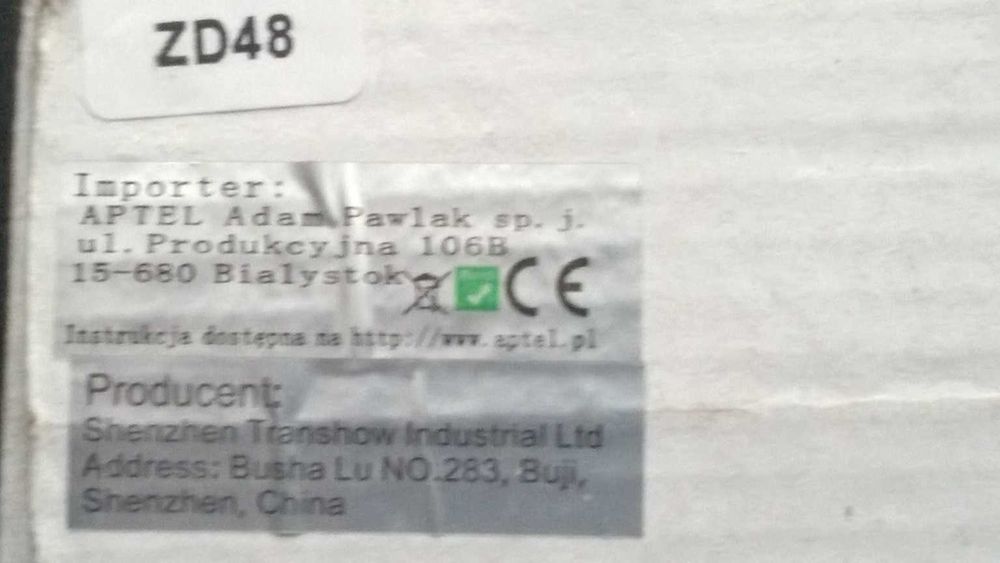 ZD48
Importer:
APTEL Adam Pawlak sp. j.
ul. Produkcyjna 106B
15-680 Bialystok
CE
Instrukcja dostępna na http://www.aptel.pl
Producent:
Shenzhen Transhow Industrial Ltd
Address: Busha Lu NO.283, Buji,
Shenzhen, China